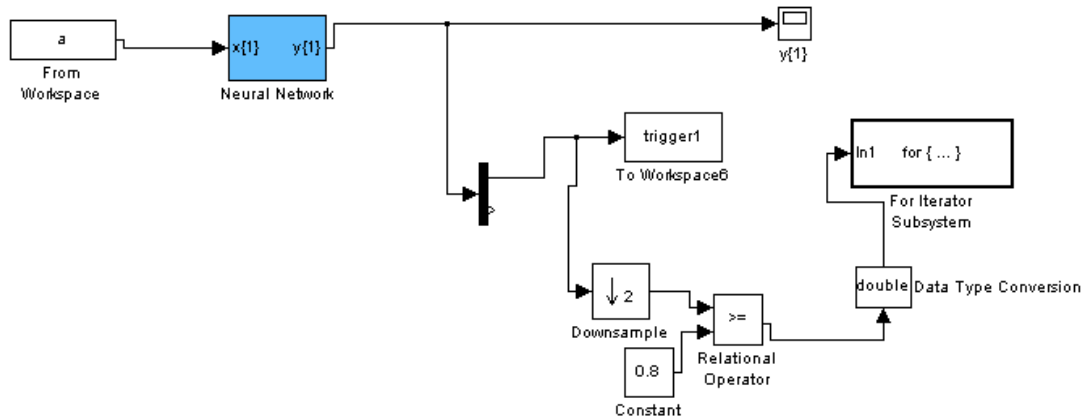 a
From
Workspace
x{1}
y{1}
Neural Network
y{1}
trigger1
To Workspace6
In1
for { ... }
For Iterator
Subsystem
double
Data Type Conversion
2
Downsample
>=
Relational
Operator
0.8
Constant